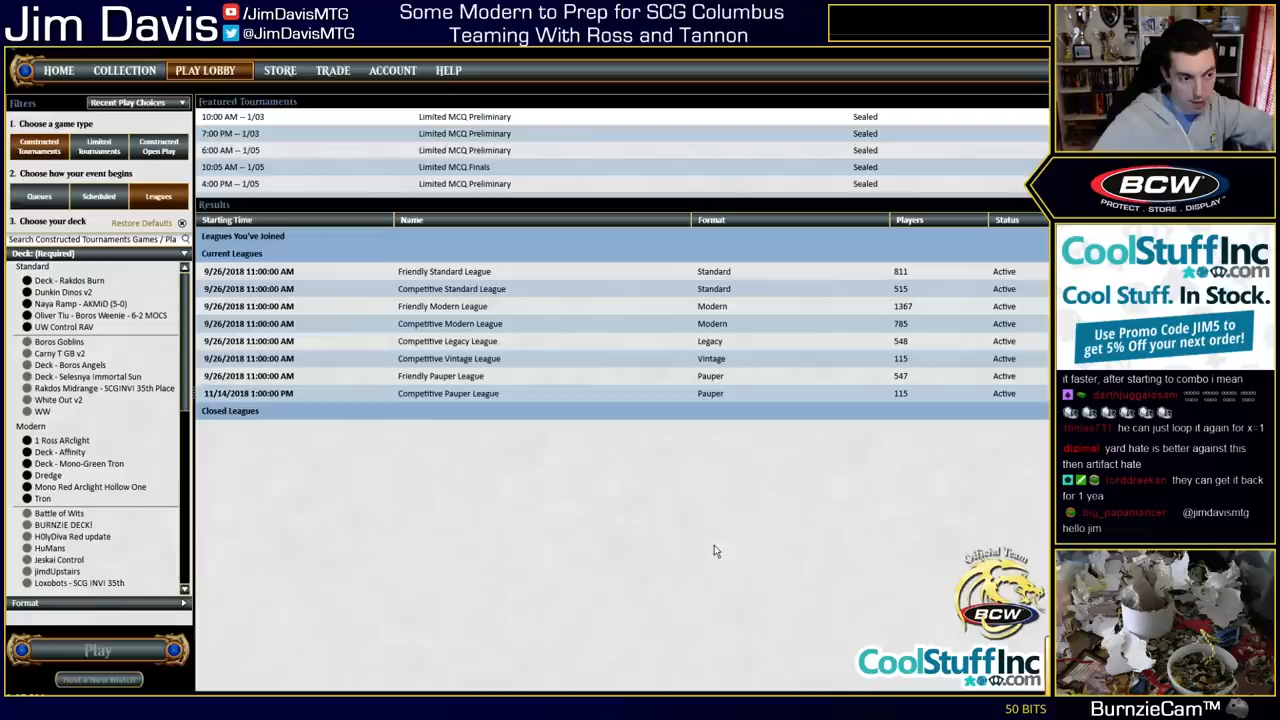 Jim Davis
/JimDavisMTG
@JimDavisMTG
Some Modern to Prep for SCG Columbus
Teaming With Ross and Tannon
HOME COLLECTION PLAY LOBBY STORE TRADE ACCOUNT HELP
Filters
Recent Play Choices
1. Choose a game type
Constructed Tournaments
Limited Tournaments
Constructed Open Play
2. Choose how your event begins
Queues Scheduled Leagues
3. Choose your deck Restore Defaults
Search Constructed Tournaments Games / Pla
Deck: (Required)
Standard
Deck - Rakdos Burn
Dunkin Dinos v2
Naya Ramp - AKMiD (5-0)
Oliver Tiu - Boros Weenie - 6-2 MOCS
UW Control RAV
Boros Goblins
Carny T GB v2
Deck - Boros Angels
Deck - Selesnya Immortal Sun
Rakdos Midrange - SCGINVI 35th Place
White Out v2
WW
Modern
1 Ross ARclight
Deck - Affinity
Deck - Mono-Green Tron
Dredge
Mono Red Arclight Hollow One
Tron
Battle of Wits
BURNZIE DECK!
H0lyDiva Red update
HuMans
Jeskai Control
jimdUpstairs
Loxobots - SCG INVI 35th
Format
Play
Host a New Match
Featured Tournaments
10:00 AM -- 1/03 Limited MCQ Preliminary Sealed
7:00 PM -- 1/03 Limited MCQ Preliminary Sealed
6:00 AM -- 1/05 Limited MCQ Preliminary Sealed
10:05 AM -- 1/05 Limited MCQ Finals Sealed
4:00 PM -- 1/05 Limited MCQ Preliminary Sealed
Results
Starting Time Name Format Players Status
Leagues You've Joined
Current Leagues
9/26/2018 11:00:00 AM Friendly Standard League Standard 811 Active
9/26/2018 11:00:00 AM Competitive Standard League Standard 515 Active
9/26/2018 11:00:00 AM Friendly Modern League Modern 1367 Active
9/26/2018 11:00:00 AM Competitive Modern League Modern 785 Active
9/26/2018 11:00:00 AM Competitive Legacy League Legacy 548 Active
9/26/2018 11:00:00 AM Competitive Vintage League Vintage 115 Active
9/26/2018 11:00:00 AM Friendly Pauper League Pauper 547 Active
11/14/2018 1:00:00 PM Competitive Pauper League Pauper 115 Active
Closed Leagues
Official Team
BCW
CoolStuffInc
.com
50 BITS
BCW
PROTECT . STORE . DISPLAY
CoolStuffInc
.com
Cool Stuff. In Stock.
Use Promo Code JIM5 to
get 5% Off your next order!
it faster, after starting to combo i mean
darthjuggalosam
tomas711 he can just loop it again for x=1
dizimal yard hate is better against this
then artifact hate
lorddraekan they can get it back
for 1 yea
big_papamancer @jimdavismtg
hello jim
BurnzieCam™